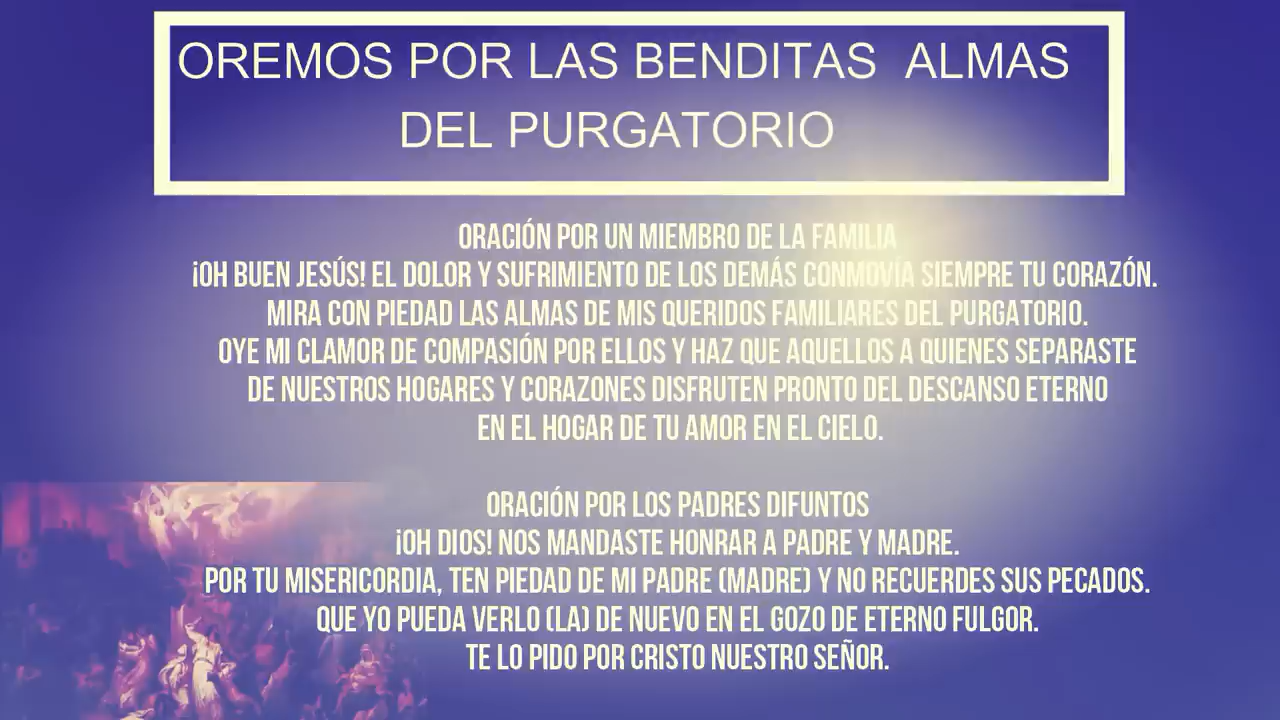 OREMOS POR LAS BENDITAS ALMAS
DEL PURGATORIO
ORACIÓN POR UN MIEMBRO DE LA FAMILIA
¡OH BUEN JESÚS! EL DOLOR Y SUFRIMIENTO DE LOS DEMÁS CONMOVÍA SIEMPRE TU CORAZÓN.
MIRA CON PIEDAD LAS ALMAS DE MIS QUERIDOS FAMILIARES DEL PURGATORIO.
OYE MI CLAMOR DE COMPASIÓN POR ELLOS Y HAZ QUE AQUELLOS A QUIENES SEPARASTE
DE NUESTROS HOGARES Y CORAZONES DISFRUTEN PRONTO DEL DESCANSO ETERNO
EN EL HOGAR DE TU AMOR EN EL CIELO.
ORACIÓN POR LOS PADRES DIFUNTOS
¡OH DIOS! NOS MANDASTE HONRAR A PADRE Y MADRE.
POR TU MISERICORDIA, TEN PIEDAD DE MI PADRE (MADRE) Y NO RECUERDES SUS PECADOS.
QUE YO PUEDA VERLO (LA) DE NUEVO EN EL GOZO DE ETERNO FULGOR.
TE LO PIDO POR CRISTO NUESTRO SEÑOR.